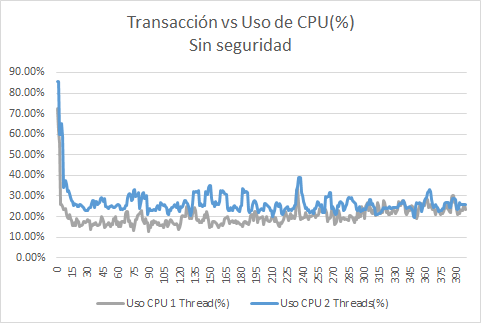 Transacción vs Uso de CPU(%)
Sin seguridad
90.00%
80.00%
70.00%
60.00%
50.00%
40.00%
30.00%
20.00%
10.00%
0.00%
0 15 30 45 60 75 90 105 120 135 150 165 180 195 210 225 240 255 270 285 300 315 330 345 360 375 390
Uso CPU 1 Thread(%) Uso CPU 2 Threads(%)